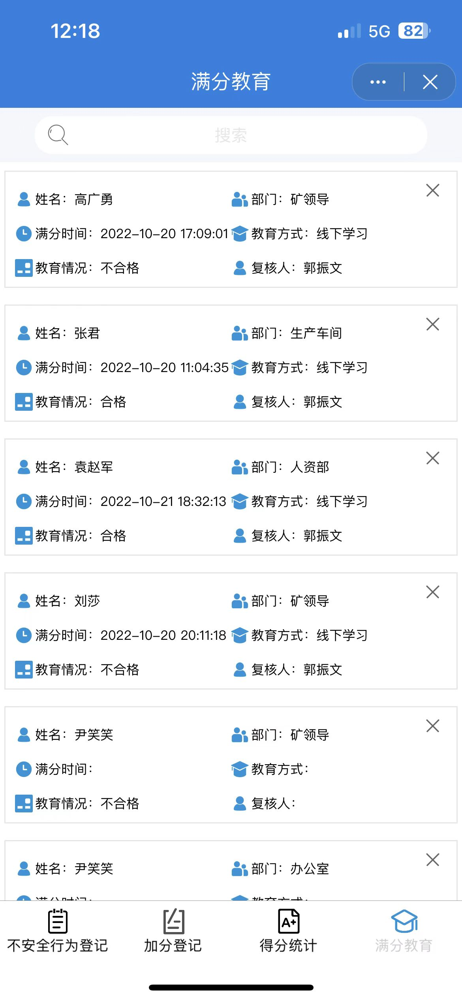 12:18
5G 82
满分教育
搜索
姓名：高广勇 部门：矿领导
满分时间：2022-10-20 17:09:01 教育方式：线下学习
教育情况：不合格 复核人：郭振文
姓名：张君 部门：生产车间
满分时间：2022-10-20 11:04:35 教育方式：线下学习
教育情况：合格 复核人：郭振文
姓名：袁赵军 部门：人资部
满分时间：2022-10-21 18:32:13 教育方式：线下学习
教育情况：合格 复核人：郭振文
姓名：刘莎 部门：矿领导
满分时间：2022-10-20 20:11:18 教育方式：线下学习
教育情况：不合格 复核人：郭振文
姓名：尹笑笑 部门：矿领导
满分时间： 教育方式：
教育情况：不合格 复核人：
姓名：尹笑笑 部门：办公室
满分时间： 教育方式：
不安全行为登记 加分登记 得分统计 满分教育